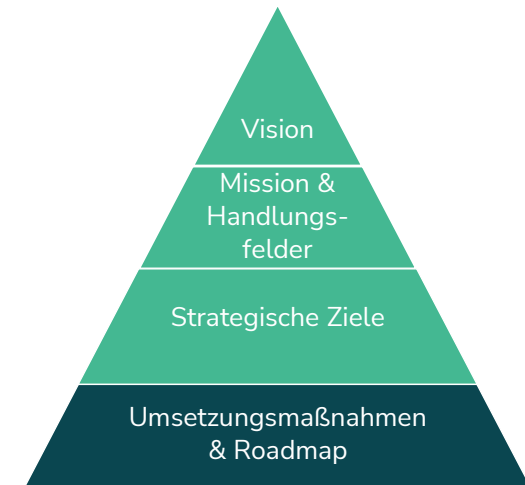 Vision
Mission &
Handlungs-
felder
Strategische Ziele
Umsetzungsmaßnahmen
& Roadmap